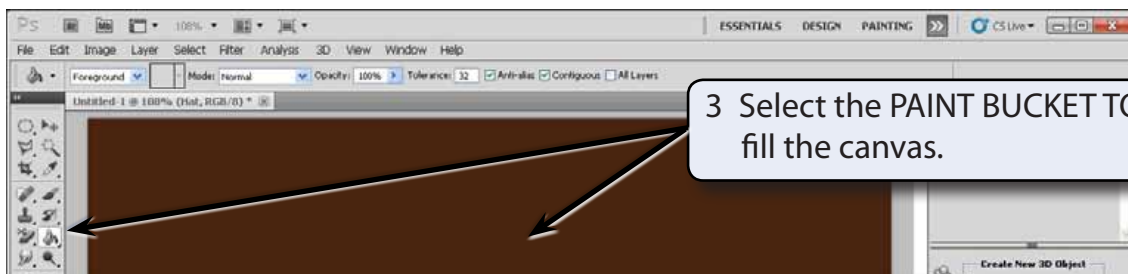 Ps Mb 108%
ESSENTIALS DESIGN PAINTING CS Live
File Edit Image Layer Select Filter Analysis 3D View Window Help
Foreground Mode: Normal Opacity: 100% Tolerance: 32 Anti-alias Contiguous All Layers
Untitled-1 @ 100% (Hat, RGB/8) *
3 Select the PAINT BUCKET
fill the canvas.
Create New 3D Object